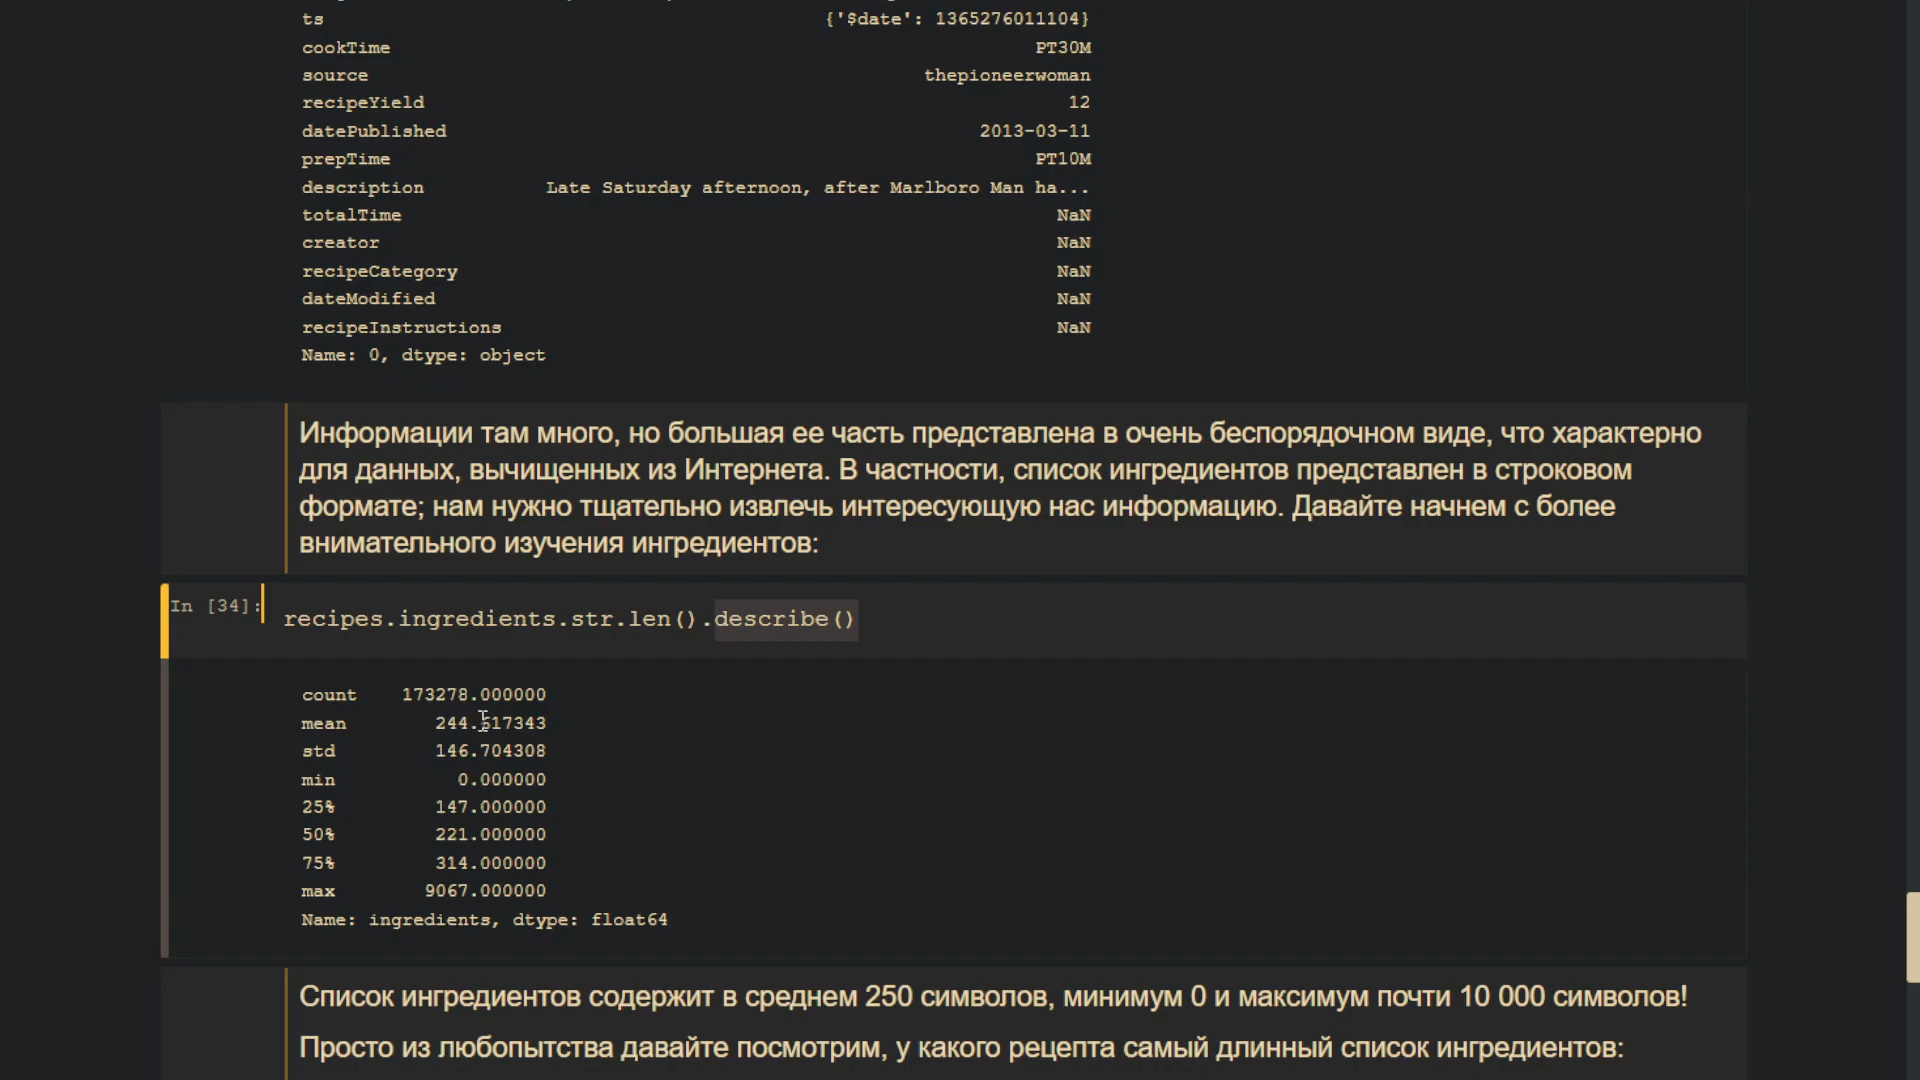 ts {'$date': 1365276011104}
cookTime PT30M
source thepioneerwoman
recipeYield 12
datePublished 2013-03-11
prepTime PT10M
description Late Saturday afternoon, after Marlboro Man ha...
totalTime NaN
creator NaN
recipeCategory NaN
dateModified NaN
recipeInstructions NaN
Name: 0, dtype: object
Информации там много, но большая ее часть представлена в очень беспорядочном виде, что характерно
для данных, вычищенных из Интернета. В частности, список ингредиентов представлен в строковом
формате; нам нужно тщательно извлечь интересующую нас информацию. Давайте начнем с более
внимательного изучения ингредиентов:
In [34]: recipes.ingredients.str.len().describe()
count 173278.000000
mean 244.617343
std 146.704308
min 0.000000
25% 147.000000
50% 221.000000
75% 314.000000
max 9067.000000
Name: ingredients, dtype: float64
Список ингредиентов содержит в среднем 250 символов, минимум 0 и максимум почти 10 000 символов!
Просто из любопытства давайте посмотрим, у какого рецепта самый длинный список ингредиентов: